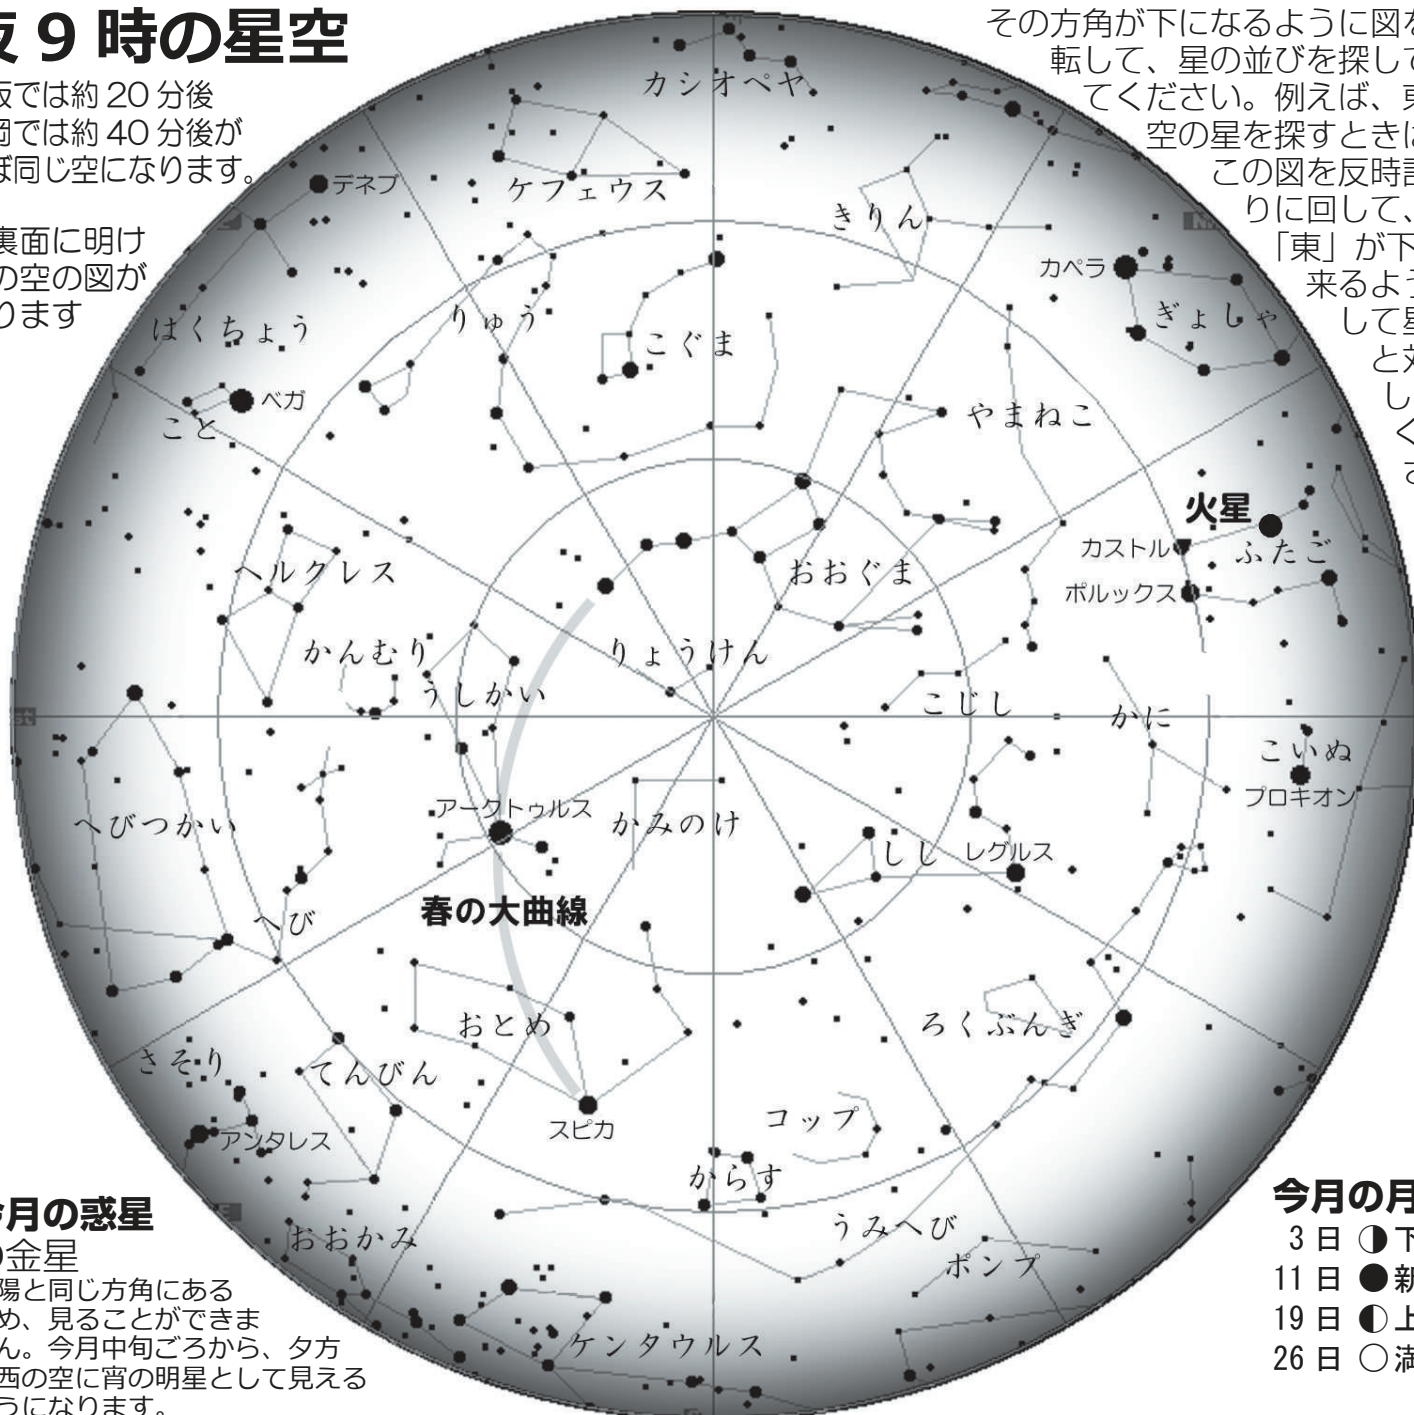 夜9時の星空
阪では約20分後
岡では約40分後が
ぼ同じ空になります。
裏面に明け
の空の図が
ります
その方角が下になるように図を
転して、星の並びを探して
てください。例えば、東
空の星を探すときは
この図を反時計
りに回して、
「東」が下
来るよう
して星
と対
し
く
カシオペヤ
ケフェウス
デネブ
きりん
カペラ
ぎょしゃ
はくちょう
りゅう
こぐま
ベガ
こと
やまねこ
火星
カストル
ふたご
ポルックス
ヘルクレス
おおぐま
かんむり
りょうけん
うしかい
こじし
かに
こいぬ
プロキオン
アークトゥルス
かみのけ
へびつかい
しし
レグルス
春の大曲線
へび
おとめ
ろくぶんぎ
さそり
てんびん
アンタレス
スピカ
コップ
からす
おおかみ
うみへび
ポンプ
ケンタウルス
今月の惑星
の金星
陽と同じ方角にある
め、見ることができま
ん。今月中旬ごろから、夕方
西の空に宵の明星として見える
うになります。
今月の月
3日 ◑下
11日 ●新
19日 ◐上
26日 ○満